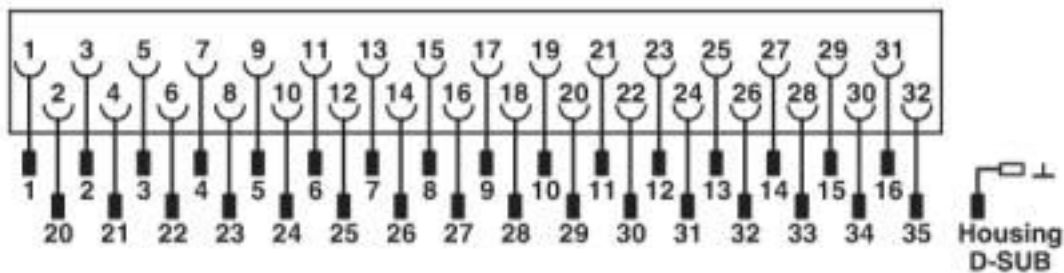 1 3 5 7 9 11 13 15 17 19 21 23 25 27 29 31
2 4 6 8 10 12 14 16 18 20 22 24 26 28 30 32
1 2 3 4 5 6 7 8 9 10 11 12 13 14 15 16
20 21 22 23 24 25 26 27 28 29 30 31 32 33 34 35
Housing
D-SUB